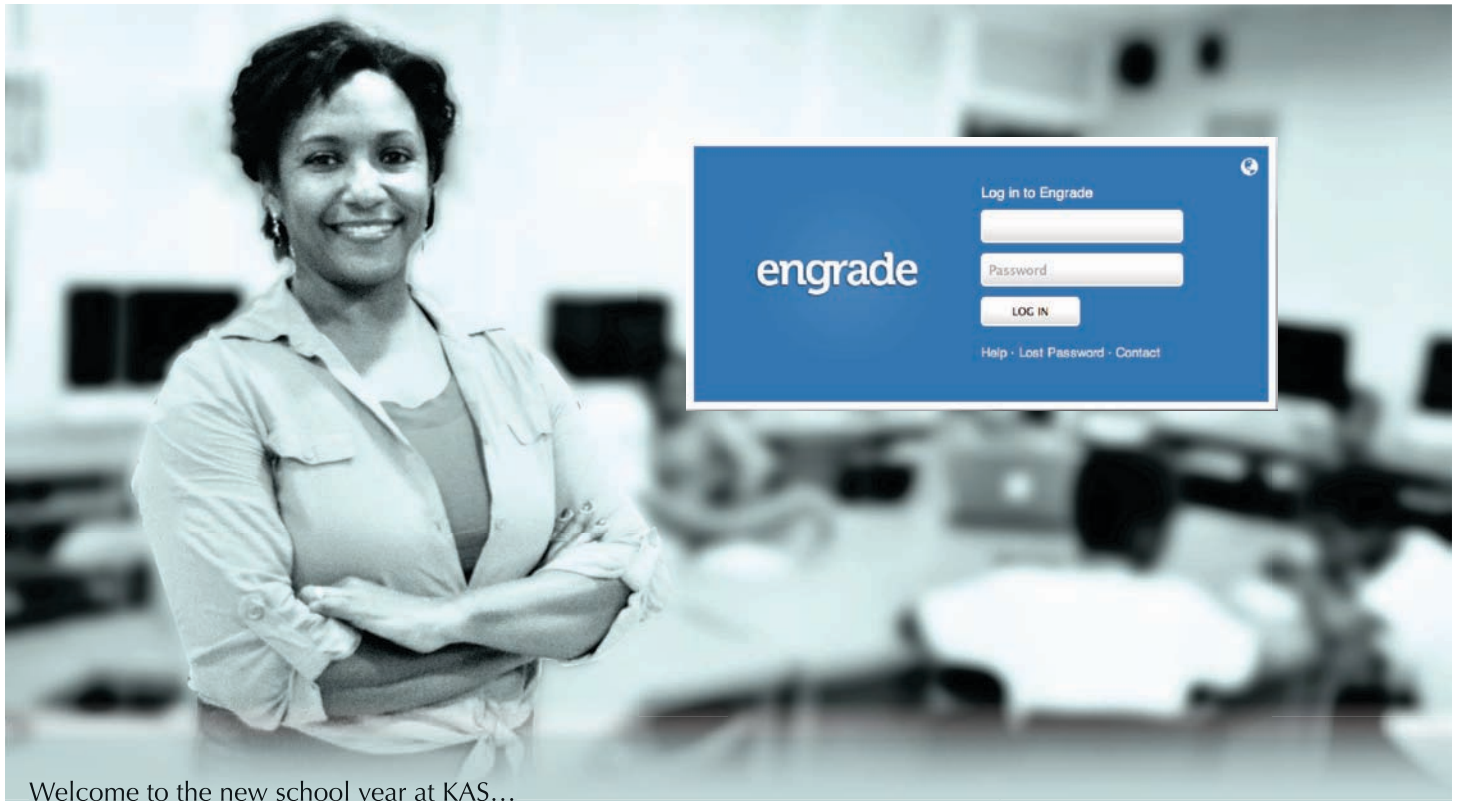 Log in to Engrade
engrade
Password
LOG IN
Help · Lost Password · Contact
Welcome to the new school year at KAS...